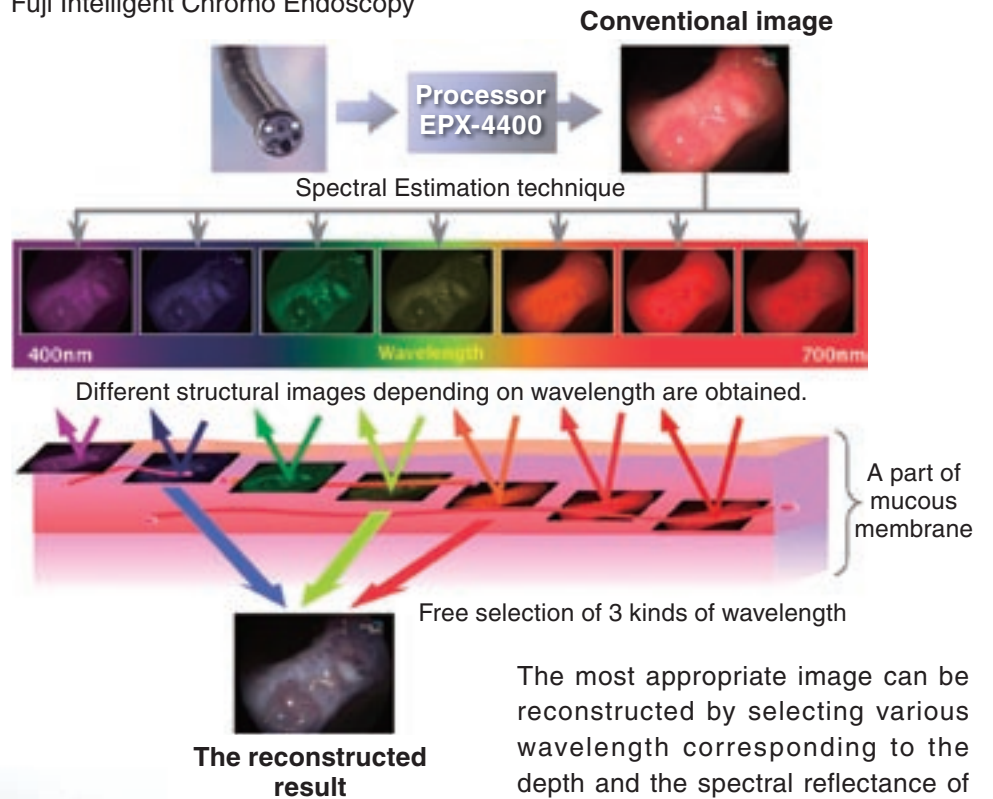 Fuji Intelligent Chromo Endoscopy
Conventional image
Processor
EPX-4400
Spectral Estimation technique
400nm
Wavelength
700nm
Different structural images depending on wavelength are obtained.
A part of
mucous
membrane
Free selection of 3 kinds of wavelength
The reconstructed
result
The most appropriate image can be
reconstructed by selecting various
wavelength corresponding to the
depth and the spectral reflectance of